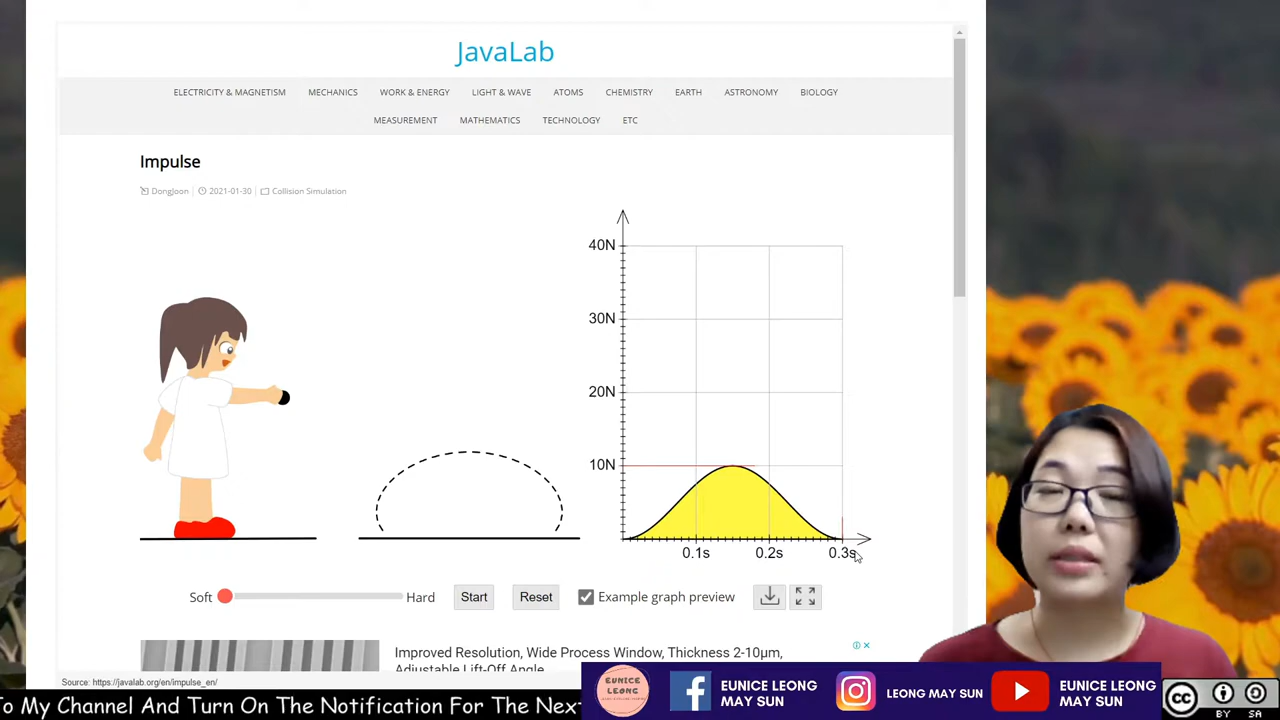 JavaLab
ELECTRICITY & MAGNETISM MECHANICS WORK & ENERGY LIGHT & WAVE ATOMS CHEMISTRY EARTH ASTRONOMY BIOLOGY
MEASUREMENT MATHEMATICS TECHNOLOGY ETC
Impulse
DongJoon 2021-01-30 Collision Simulation
40N
30N
20N
10N
0.1s 0.2s 0.3s
Soft Hard Start Reset Example graph preview
Improved Resolution, Wide Process Window, Thickness 2-10µm,
Adjustable Lift-Off Angle
Source: https://javalab.org/en/impulse_en/
To My Channel And Turn On The Notification For The Nex
EUNICE LEONG
EUNICE LEONG MAY SUN
LEONG MAY SUN
EUNICE LEONG MAY SUN
CC BY SA